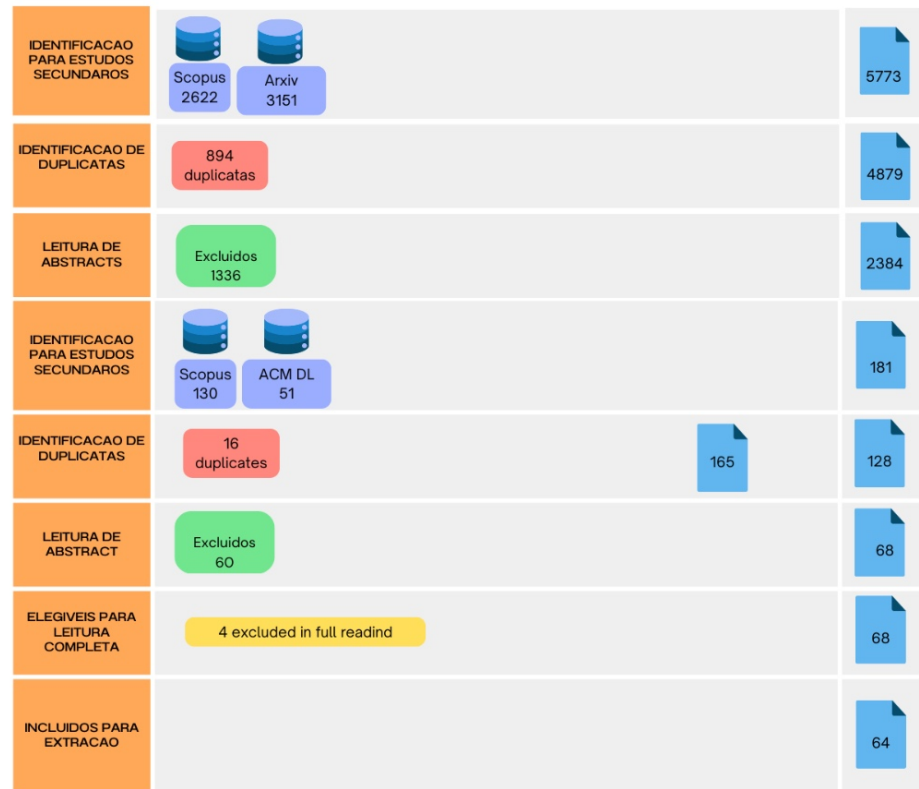 IDENTIFICACAO
PARA ESTUDOS
SECUNDAROS
Scopus
2622
Arxiv
3151
5773
IDENTIFICACAO DE
DUPLICATAS
894
duplicatas
4879
LEITURA DE
ABSTRACTS
Excluidos
1336
2384
IDENTIFICACAO
PARA ESTUDOS
SECUNDAROS
Scopus
130
ACM DL
51
181
IDENTIFICACAO DE
DUPLICATAS
16
duplicates
165
128
LEITURA DE
ABSTRACT
Excluidos
60
68
ELEGIVEIS PARA
LEITURA
COMPLETA
4 excluded in full readind
68
INCLUIDOS PARA
EXTRACAO
64